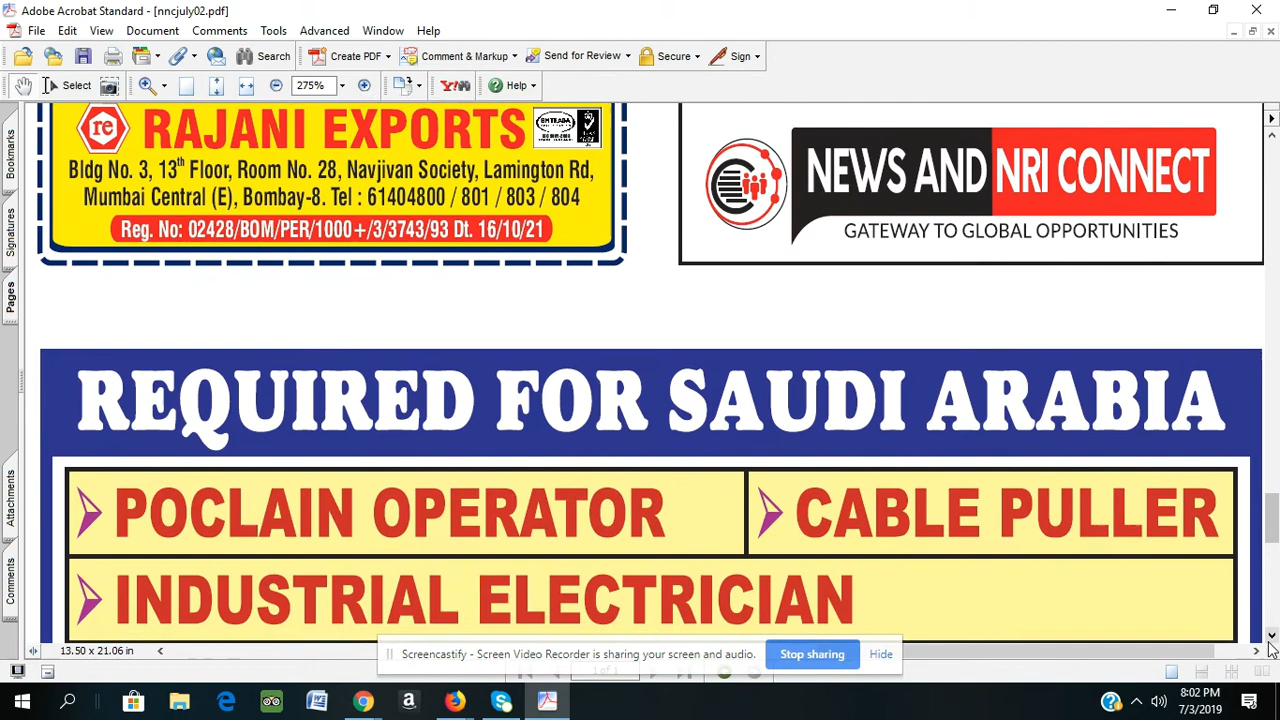 Adobe Acrobat Standard - [nncjuly02.pdf]
File Edit View Document Comments Tools Advanced Window Help
Search Create PDF Comment & Markup Send for Review Secure Sign
Select 275% Y! Help
Bookmarks
Signatures
Pages
Attachments
Comments
re RAJANI EXPORTS
Bldg No. 3, 13th Floor, Room No. 28, Navjivan Society, Lamington Rd,
Mumbai Central (E), Bombay-8. Tel : 61404800 / 801 / 803 / 804
Reg. No: 02428/BOM/PER/1000+/3/3743/93 Dt. 16/10/21
NEWS AND NRI CONNECT
GATEWAY TO GLOBAL OPPORTUNITIES
REQUIRED FOR SAUDI ARABIA
POCLAIN OPERATOR
CABLE PULLER
INDUSTRIAL ELECTRICIAN
13.50 x 21.06 in
Screencastify - Screen Video Recorder is sharing your screen and audio. Stop sharing Hide
1 of 1
8:02 PM
7/3/2019